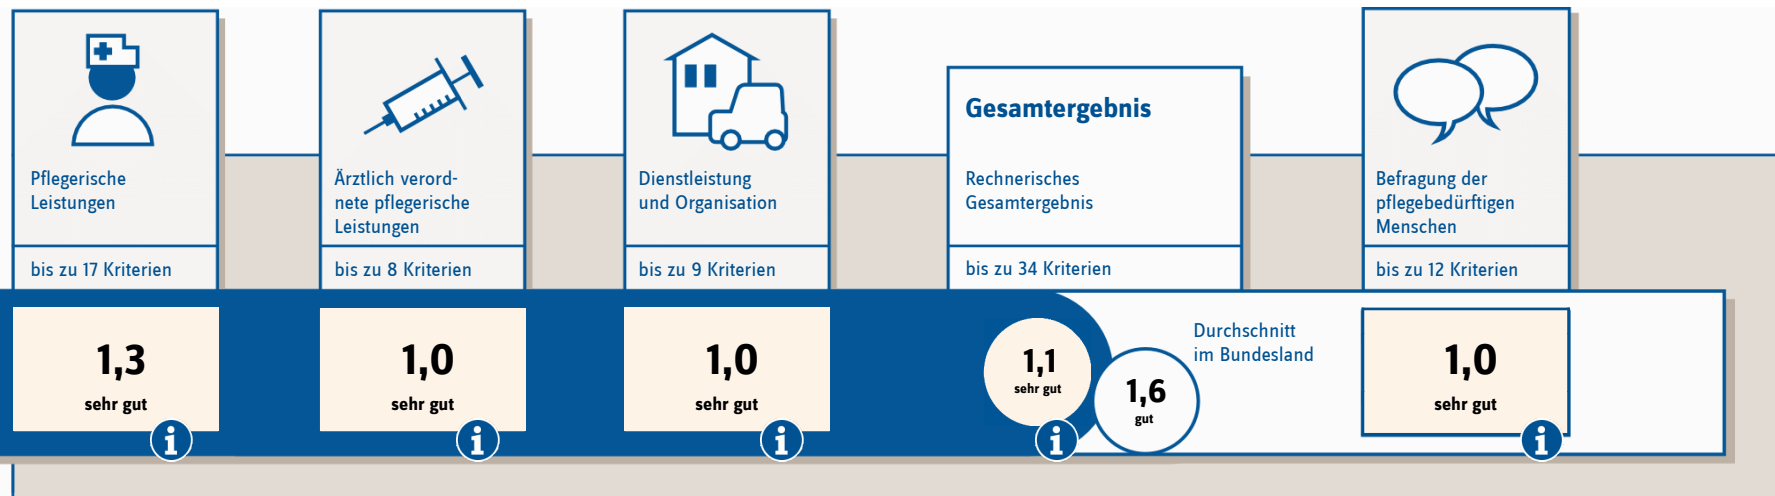 Pflegerische
Leistungen
bis zu 17 Kriterien
1,3
sehr gut
i
Ärztlich verord-
nete pflegerische
Leistungen
bis zu 8 Kriterien
1,0
sehr gut
i
Dienstleistung
und Organisation
bis zu 9 Kriterien
1,0
sehr gut
i
Gesamtergebnis
Rechnerisches
Gesamtergebnis
bis zu 34 Kriterien
1,1
sehr gut
i
Durchschnitt
im Bundesland
1,6
gut
Befragung der
pflegebedürftigen
Menschen
bis zu 12 Kriterien
1,0
sehr gut
i